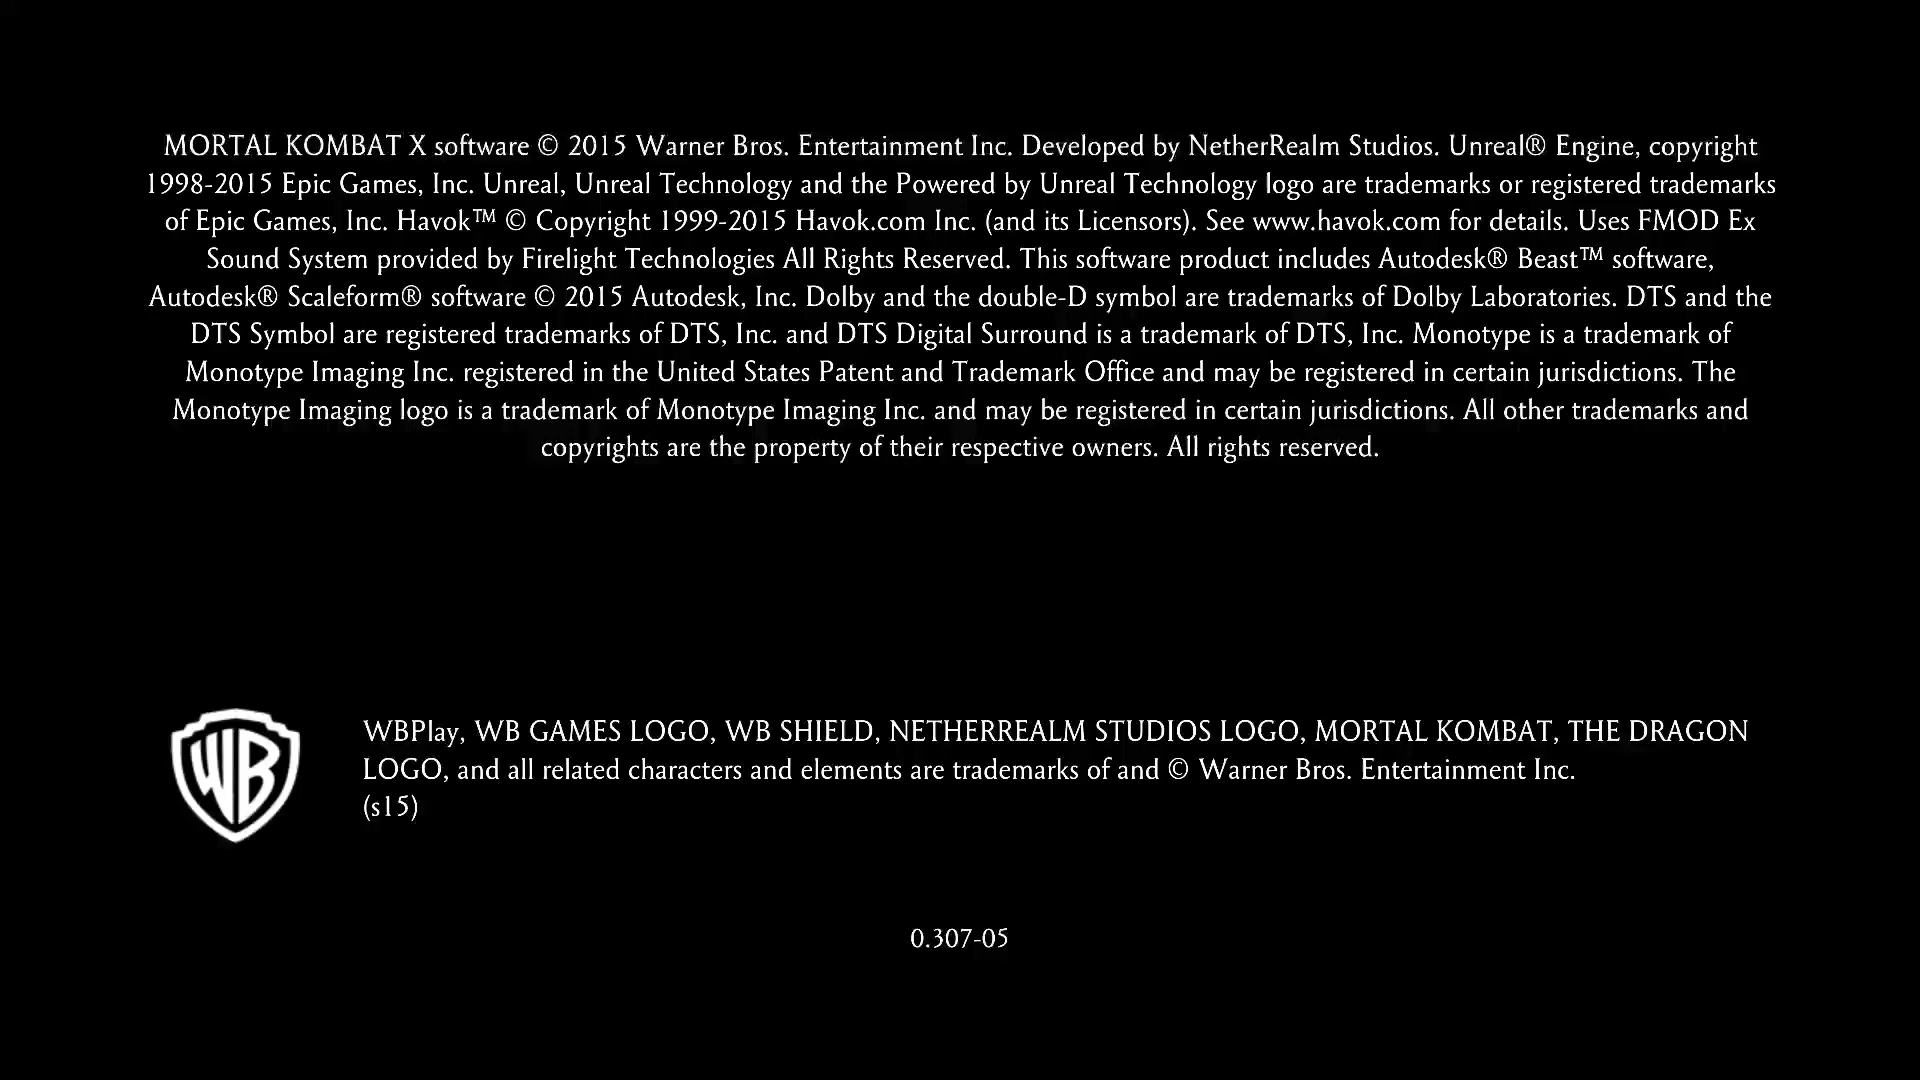 MORTAL KOMBAT X software © 2015 Warner Bros. Entertainment Inc. Developed by NetherRealm Studios. Unreal® Engine, copyright
1998-2015 Epic Games, Inc. Unreal, Unreal Technology and the Powered by Unreal Technology logo are trademarks or registered trademarks
of Epic Games, Inc. Havok™ © Copyright 1999-2015 Havok.com Inc. (and its Licensors). See www.havok.com for details. Uses FMOD Ex
Sound System provided by Firelight Technologies All Rights Reserved. This software product includes Autodesk® Beast™ software,
Autodesk® Scaleform® software © 2015 Autodesk, Inc. Dolby and the double-D symbol are trademarks of Dolby Laboratories. DTS and the
DTS Symbol are registered trademarks of DTS, Inc. and DTS Digital Surround is a trademark of DTS, Inc. Monotype is a trademark of
Monotype Imaging Inc. registered in the United States Patent and Trademark Office and may be registered in certain jurisdictions. The
Monotype Imaging logo is a trademark of Monotype Imaging Inc. and may be registered in certain jurisdictions. All other trademarks and
copyrights are the property of their respective owners. All rights reserved.
WB
WBPlay, WB GAMES LOGO, WB SHIELD, NETHERREALM STUDIOS LOGO, MORTAL KOMBAT, THE DRAGON
LOGO, and all related characters and elements are trademarks of and © Warner Bros. Entertainment Inc.
(s15)
0.307-05